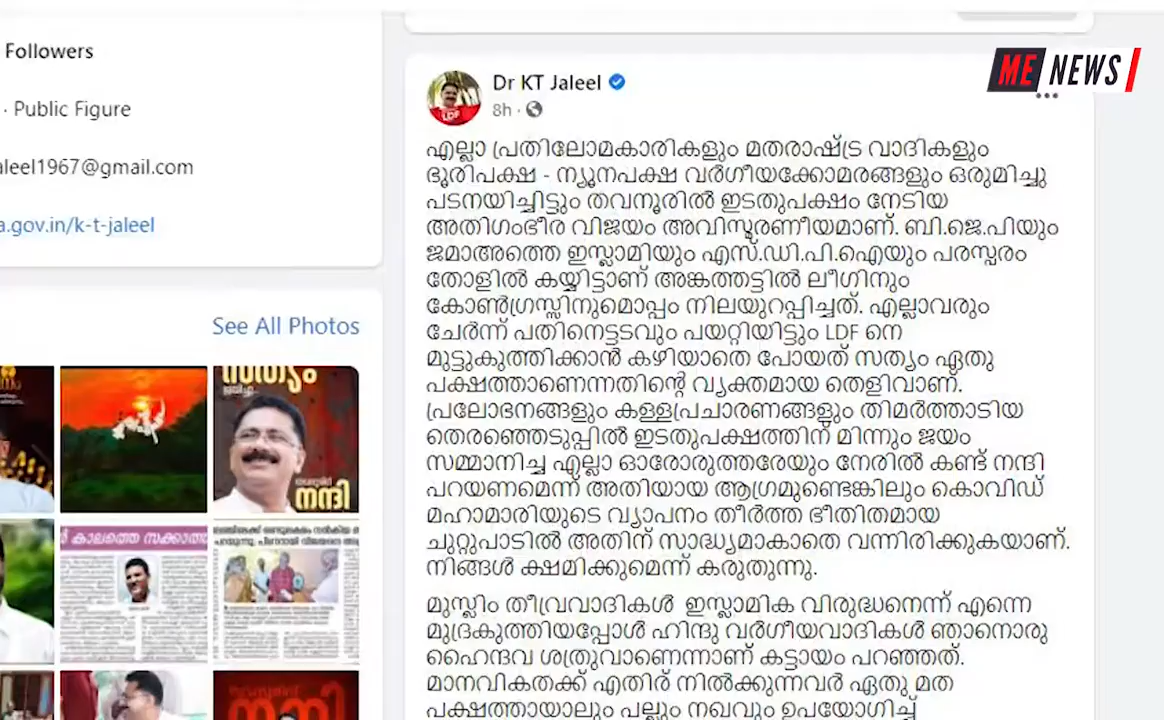 Followers
· Public Figure
aleel1967@gmail.com
a.gov.in/k-t-jaleel
See All Photos
സത്യം
നന്ദി
കാലത്തെ സക്കാത്ത
ME NEWS
Dr KT Jaleel
8h ·
LDF
എല്ലാ പ്രതിലോമകാരികളും മതരാഷ്ട്ര വാദികളും
ഭൂരിപക്ഷ - ന്യൂനപക്ഷ വർഗീയക്കോമരങ്ങളും ഒരുമിച്ചു
പടനയിച്ചിട്ടും തവനൂരിൽ ഇടതുപക്ഷം നേടിയ
അതിഗംഭീര വിജയം അവിസ്മരണീയമാണ്. ബി.ജെ.പിയും
ജമാഅത്തെ ഇസ്ലാമിയും എസ്.ഡി.പി.ഐയും പരസ്പരം
തോളിൽ കയ്യിട്ടാണ് അങ്കത്തട്ടിൽ ലീഗിനും
കോൺഗ്രസ്സിനുമൊപ്പം നിലയുറപ്പിച്ചത്. എല്ലാവരും
ചേർന്ന് പതിനെട്ടടവും പയറ്റിയിട്ടും LDF നെ
മുട്ടുകുത്തിക്കാൻ കഴിയാതെ പോയത് സത്യം ഏതു
പക്ഷത്താണെന്നതിന്റെ വ്യക്തമായ തെളിവാണ്.
പ്രലോഭനങ്ങളും കള്ളപ്രചാരണങ്ങളും തിമർത്താടിയ
തെരഞ്ഞെടുപ്പിൽ ഇടതുപക്ഷത്തിന് മിന്നും ജയം
സമ്മാനിച്ച എല്ലാ ഓരോരുത്തരേയും നേരിൽ കണ്ട് നന്ദി
പറയണമെന്ന് അതിയായ ആഗ്രമുണ്ടെങ്കിലും കൊവിഡ്
മഹാമാരിയുടെ വ്യാപനം തീർത്ത ഭീതിതമായ
ചുറ്റുപാടിൽ അതിന് സാദ്ധ്യമാകാതെ വന്നിരിക്കുകയാണ്.
നിങ്ങൾ ക്ഷമിക്കുമെന്ന് കരുതുന്നു.
മുസ്ലിം തീവ്രവാദികൾ ഇസ്ലാമിക വിരുദ്ധനെന്ന് എന്നെ
മുദ്രകുത്തിയപ്പോൾ ഹിന്ദു വർഗീയവാദികൾ ഞാനൊരു
ഹൈന്ദവ ശത്രുവാണെന്നാണ് കട്ടായം പറഞ്ഞത്.
മാനവികതക്ക് എതിര് നിൽക്കുന്നവർ ഏതു മത
പക്ഷത്തായാലും പല്ലും നഖവും ഉപയോഗിച്ച്